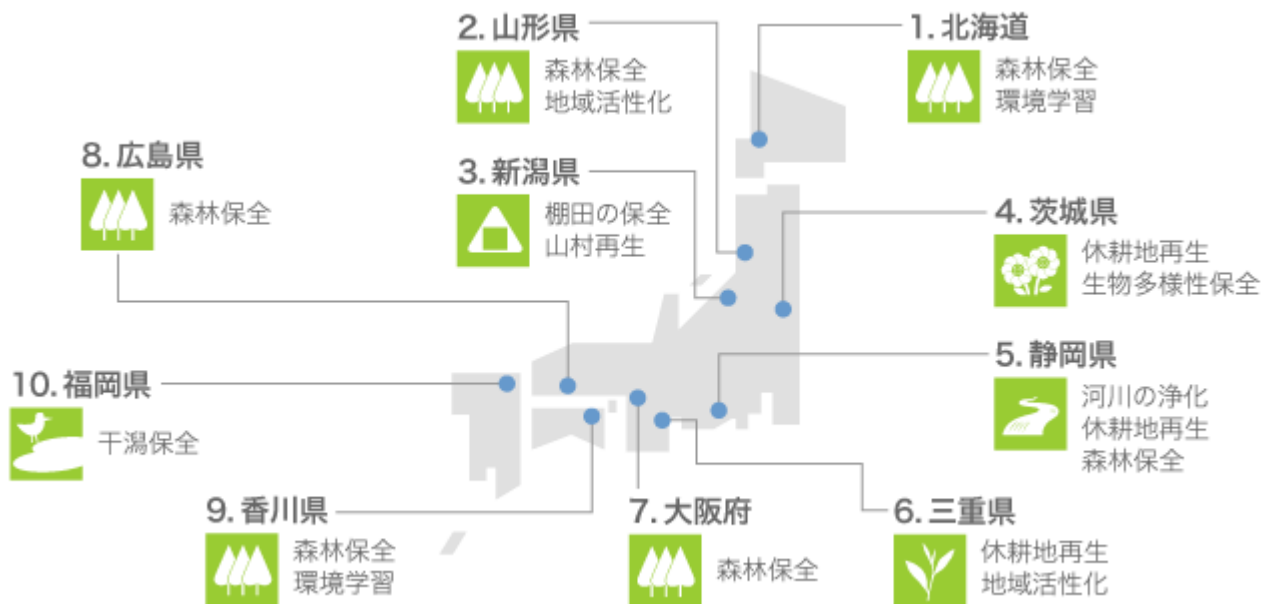 1. 北海道
森林保全
環境学習
2. 山形県
森林保全
地域活性化
3. 新潟県
棚田の保全
山村再生
4. 茨城県
休耕地再生
生物多様性保全
5. 静岡県
河川の浄化
休耕地再生
森林保全
6. 三重県
休耕地再生
地域活性化
7. 大阪府
森林保全
8. 広島県
森林保全
9. 香川県
森林保全
環境学習
10. 福岡県
干潟保全